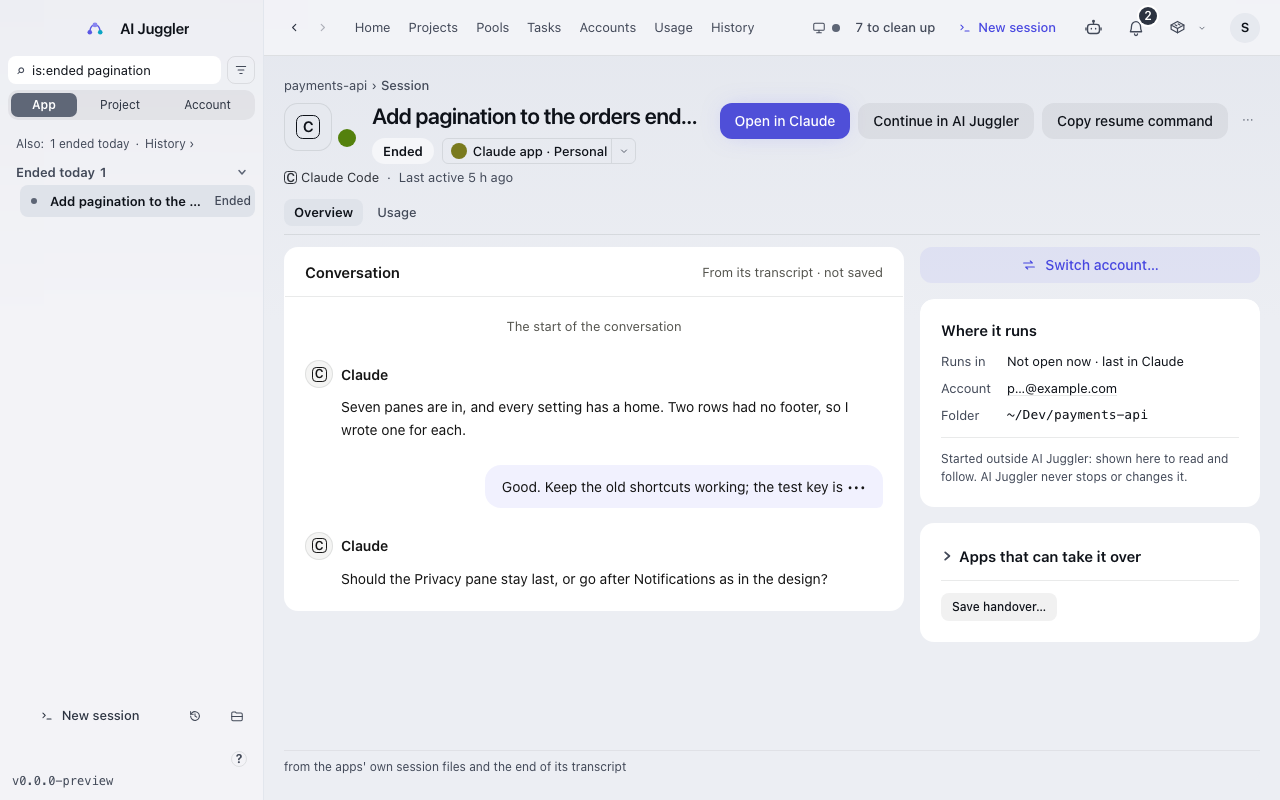 AI Juggler
is:ended pagination
App Project Account
Also: 1 ended today · History ›
Ended today 1
Add pagination to the ... Ended
New session
?
v0.0.0-preview
‹ › Home Projects Pools Tasks Accounts Usage History
7 to clean up
New session
2
S
payments-api › Session
C
Add pagination to the orders end...
Ended
Claude app · Personal
Open in Claude
Continue in AI Juggler
Copy resume command
...
C Claude Code · Last active 5 h ago
Overview Usage
Conversation
From its transcript · not saved
The start of the conversation
C Claude
Seven panes are in, and every setting has a home. Two rows had no footer, so I
wrote one for each.
Good. Keep the old shortcuts working; the test key is •••
C Claude
Should the Privacy pane stay last, or go after Notifications as in the design?
Switch account...
Where it runs
Runs in Not open now · last in Claude
Account p...@example.com
Folder ~/Dev/payments-api
Started outside AI Juggler: shown here to read and
follow. AI Juggler never stops or changes it.
Apps that can take it over
Save handover...
from the apps' own session files and the end of its transcript